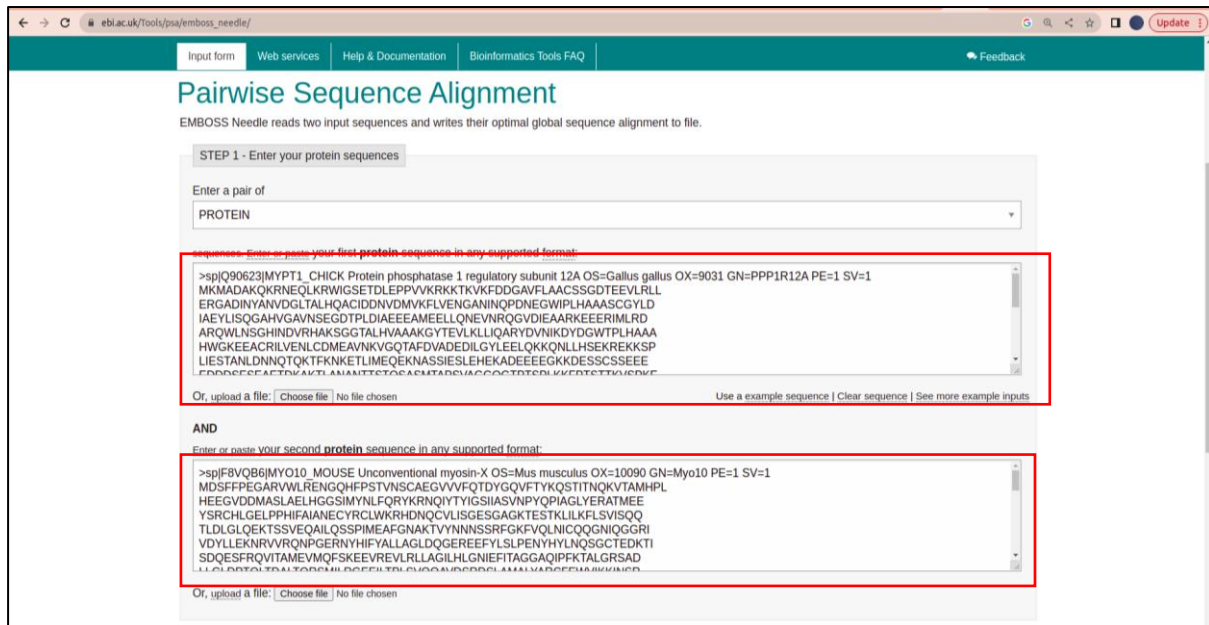 ebi.ac.uk/Tools/psa/emboss_needle/
Update
Input form Web services Help & Documentation Bioinformatics Tools FAQ Feedback
Pairwise Sequence Alignment
EMBOSS Needle reads two input sequences and writes their optimal global sequence alignment to file.
STEP 1 - Enter your protein sequences
Enter a pair of
PROTEIN
sequences. Enter or paste your first protein sequence in any supported format:
>sp|Q90623|MYPT1_CHICK Protein phosphatase 1 regulatory subunit 12A OS=Gallus gallus OX=9031 GN=PPP1R12A PE=1 SV=1
MKMADAKQKRNEQLKRWIGSETDLEPPVVKRKKTKVKFDDGAVFLAACSSGDTEEVLRLL
ERGADINYANVDGLTALHQACIDDNVDMVKFLVENGANINQPDNEGWIPLHAAASCGYLD
IAEYLISQGAHVGAVNSEGDTPLDIAEEEAMEELLQNEVNRQGVDIEAARKEEERIMLRD
ARQWLNSGHINDVRHAKSGGTALHVAAAKGYTEVLKLLIQARYDVNIKDYDGWTPLHAAA
HWGKEEACRILVENLCDMEAVNKVGQTAFDVADEDILGYLEELQKKQNLLHSEKREKKSP
LIESTANLDNNQTQKTFKNKETLIMEQEKNASSIESLEHEKADEEEEGKKDESSCSSEEE
Or, upload a file: Choose file No file chosen Use a example sequence | Clear sequence | See more example inputs
AND
Enter or paste your second protein sequence in any supported format:
>sp|F8VQB6|MYO10_MOUSE Unconventional myosin-X OS=Mus musculus OX=10090 GN=Myo10 PE=1 SV=1
MDSFFPEGARVWLRENGQHFPSTVNSCAEGVVVFQTDYGQVFTYKQSTITNQKVTAMHPL
HEEGVDDMASLAELHGGSIMYNLFQRYKRNQIYTYIGSIIASVNPYQPIAGLYERATMEE
YSRCHLGELPPHIFAIANECYRCLWKRHDNQCVLISGESGAGKTESTKLILKFLSVISQQ
TLDLGLQEKTSSVEQAILQSSPIMEAFGNAKTVYNNNSSRFGKFVQLNICQQGNIQGGRI
VDYLLEKNRVVRQNPGERNYHIFYALLAGLDQGEREEFYLSLPENYHYLNQSGCTEDKTI
SDQESFRQVITAMEVMQFSKEEVREVLRLLAGILHLGNIEFITAGGAQIPFKTALGRSAD
Or, upload a file: Choose file No file chosen